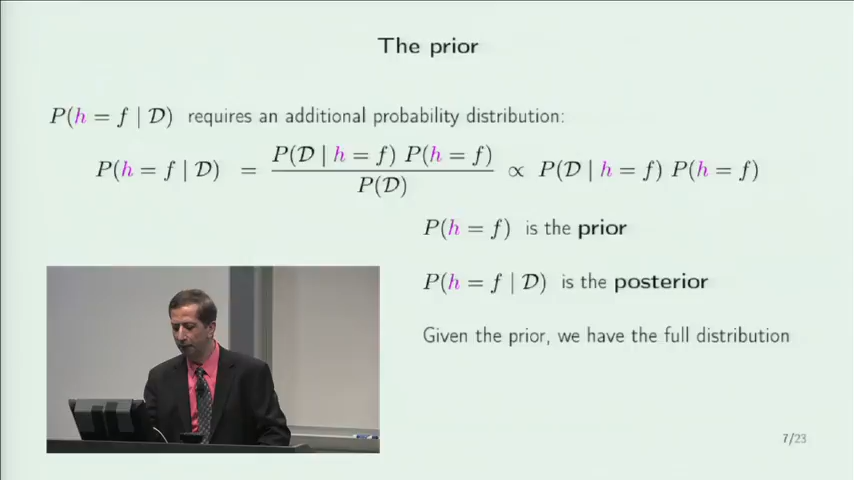 The prior
P(h = f | 𝒟) requires an additional probability distribution:
P(h = f | 𝒟) = P(𝒟 | h = f) P(h = f) / P(𝒟) ∝ P(𝒟 | h = f) P(h = f)
P(h = f) is the prior
P(h = f | 𝒟) is the posterior
Given the prior, we have the full distribution
7/23